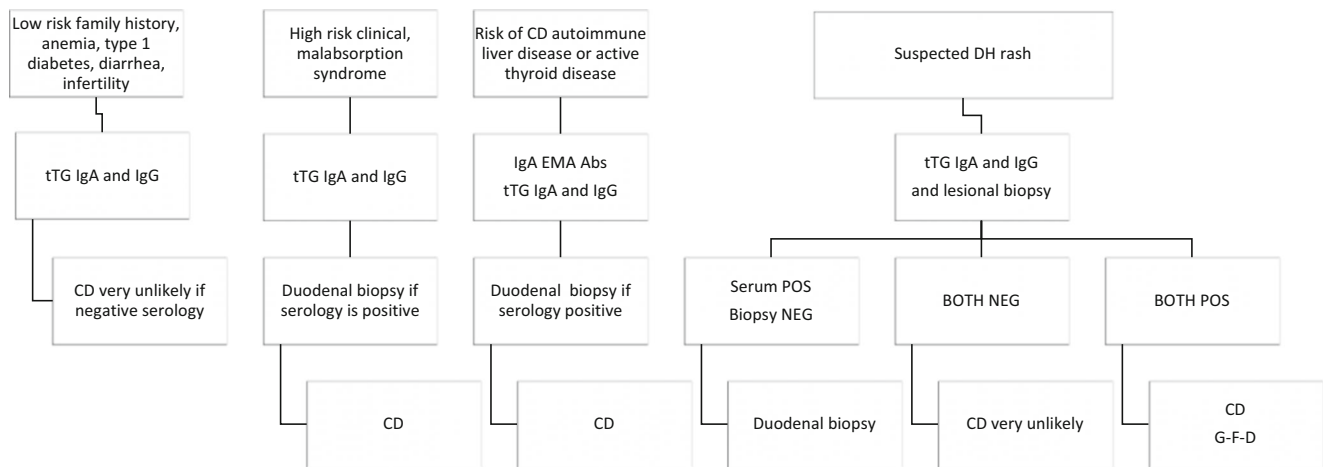 Low risk family history,
anemia, type 1
diabetes, diarrhea,
infertility
tTG IgA and IgG
CD very unlikely if
negative serology
High risk clinical,
malabsorption
syndrome
tTG IgA and IgG
Duodenal biopsy if
serology is positive
CD
Risk of CD autoimmune
liver disease or active
thyroid disease
IgA EMA Abs
tTG IgA and IgG
Duodenal biopsy if
serology positive
CD
Suspected DH rash
tTG IgA and IgG
and lesional biopsy
Serum POS
Biopsy NEG
Duodenal biopsy
BOTH NEG
CD very unlikely
BOTH POS
CD
G-F-D